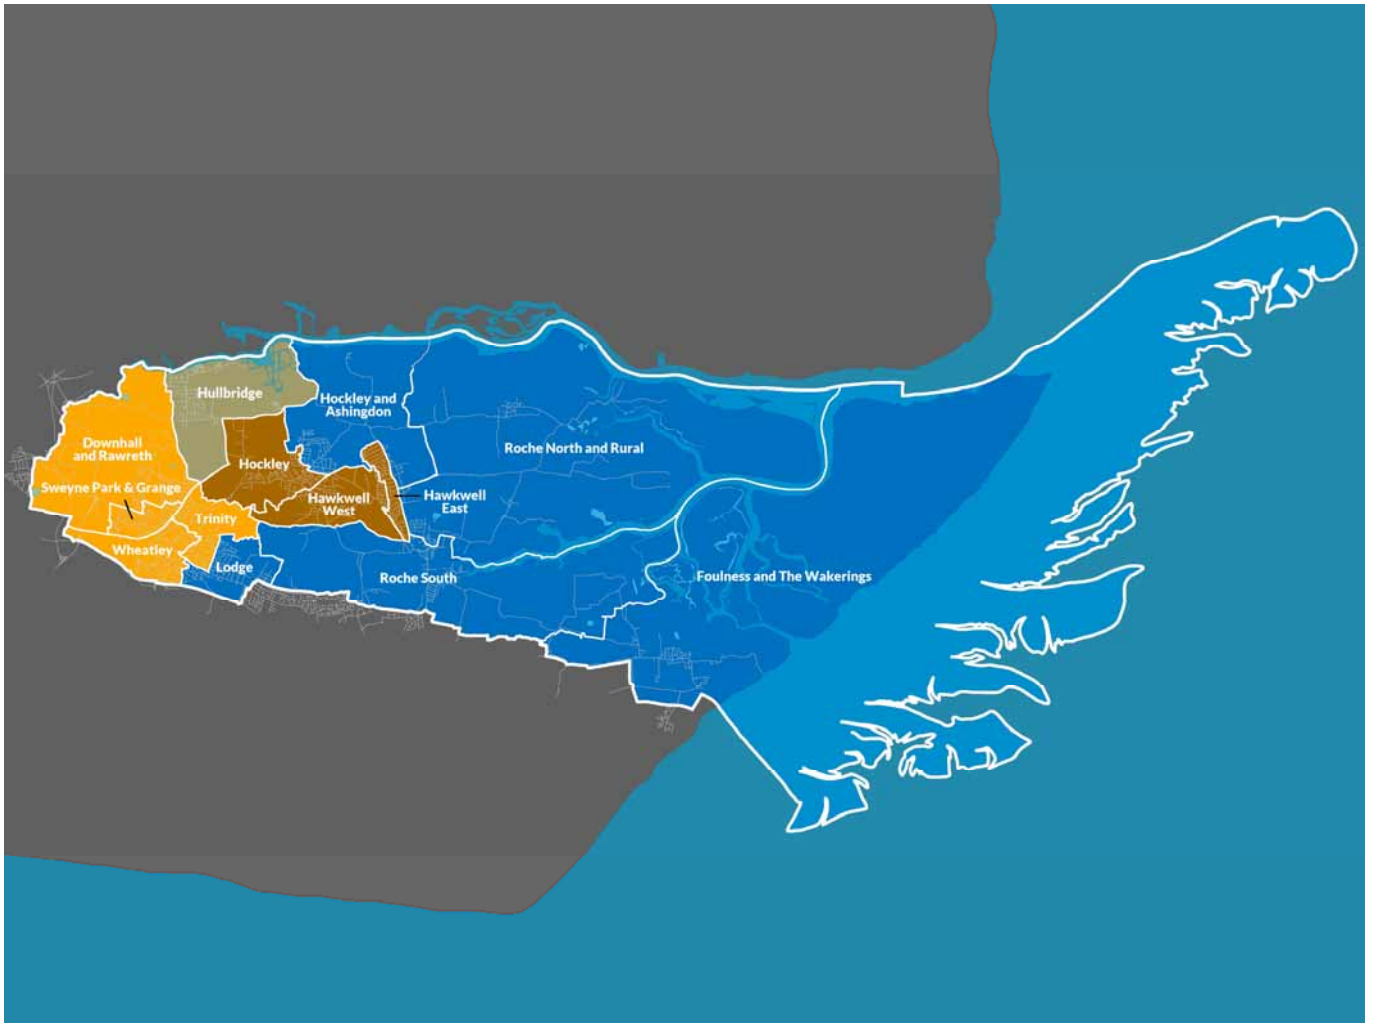 Hullbridge
Hockley and
Ashingdon
Downhall
and Rawreth
Roche North and Rural
Hockley
Sweyne Park & Grange
Hawkwell
West
Hawkwell
East
Trinity
Wheatley
Lodge
Roche South
Foulness and The Wakerings